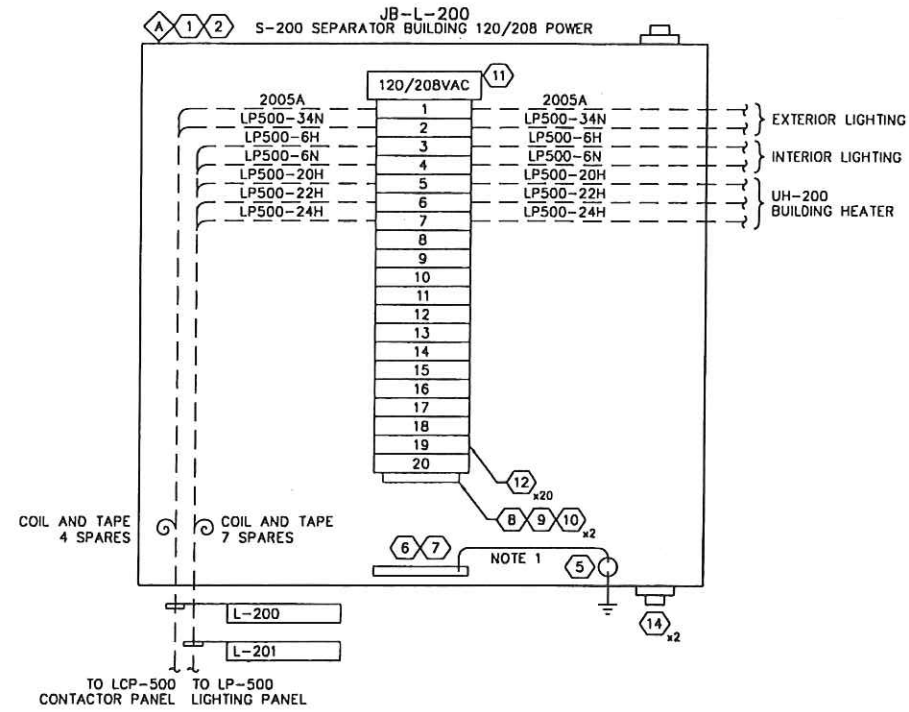 JB-L-200
S-200 SEPARATOR BUILDING 120/208 POWER
A 1 2
120/208VAC 11
2005A 1 2005A
LP500-34N 2 LP500-34N
EXTERIOR LIGHTING
LP500-6H 3 LP500-6H
LP500-6N 4 LP500-6N
INTERIOR LIGHTING
LP500-20H 5 LP500-20H
LP500-22H 6 LP500-22H
LP500-24H 7 LP500-24H
UH-200
BUILDING HEATER
8
9
10
11
12
13
14
15
16
17
18
19
20
12 x20
8 9 10 x2
COIL AND TAPE
4 SPARES
COIL AND TAPE
7 SPARES
6 7
NOTE 1
5
14 x2
L-200
L-201
TO LCP-500
CONTACTOR PANEL
TO LP-500
LIGHTING PANEL